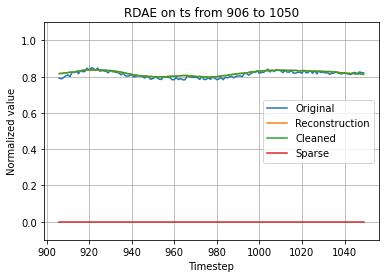 RDAE on ts from 906 to 1050
Normalized value
1.0
0.8
0.6
0.4
0.2
0.0
Original
Reconstruction
Cleaned
Sparse
900 920 940 960 980 1000 1020 1040
Timestep